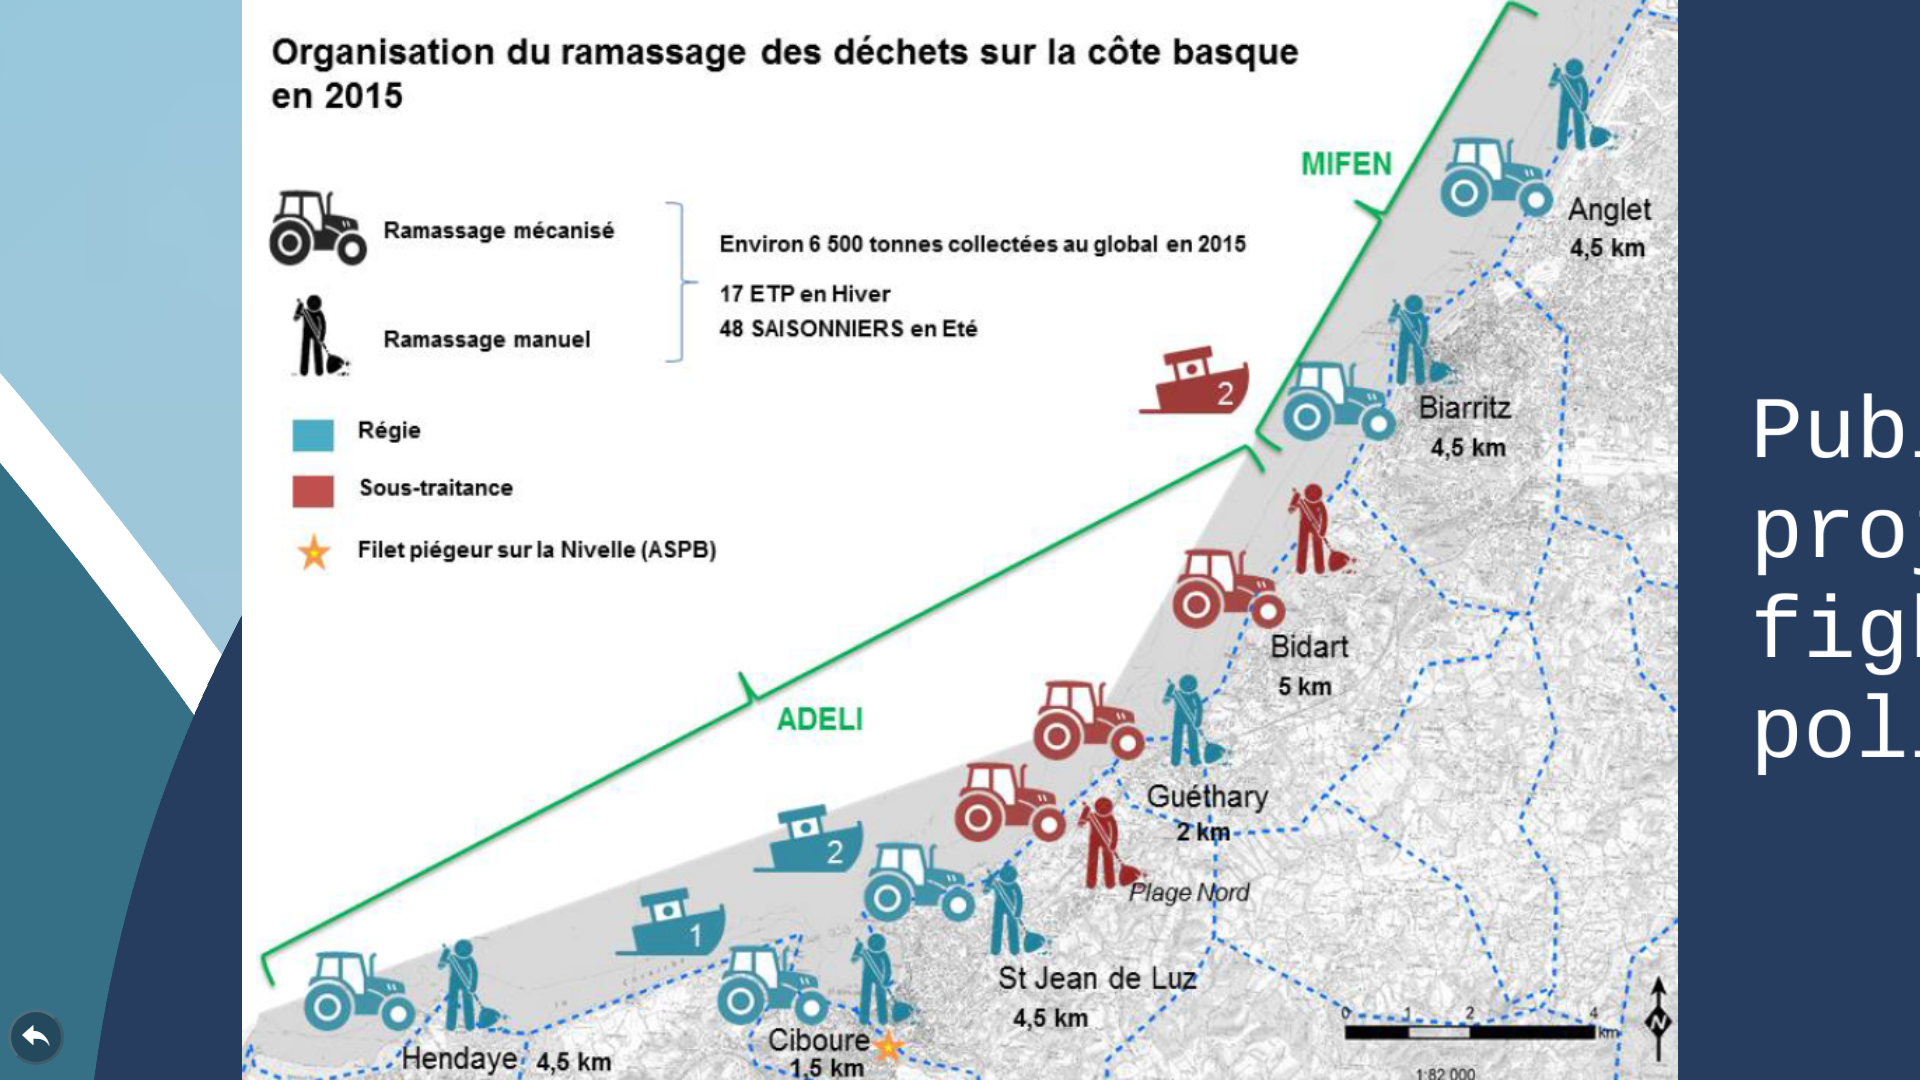 Organisation du ramassage des déchets sur la côte basque
en 2015
MIFEN
Anglet
4,5 km
Ramassage mécanisé
Environ 6 500 tonnes collectées au global en 2015
17 ETP en Hiver
48 SAISONNIERS en Eté
Ramassage manuel
2
Biarritz
4,5 km
Régie
Sous-traitance
Filet piégeur sur la Nivelle (ASPB)
Bidart
5 km
ADELI
Guéthary
2 km
Plage Nord
2
1
St Jean de Luz
4,5 km
Ciboure
1,5 km
Hendaye 4,5 km
0 1 2 4
km
N
1:82 000